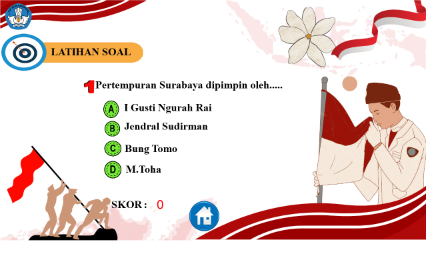 LATIHAN SOAL
1 Pertempuran Surabaya dipimpin oleh.....
A I Gusti Ngurah Rai
B Jendral Sudirman
C Bung Tomo
D M.Toha
SKOR : 0